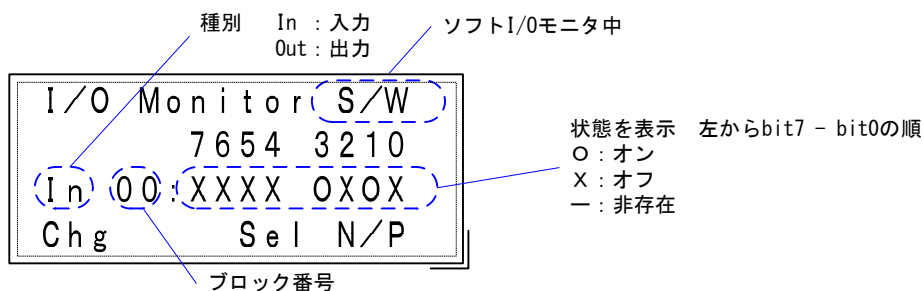 種別 In : 入力
Out : 出力
ソフトI/Oモニタ中
I/O Monitor S/W
7654 3210
In 00:XXXX OXOX
Chg Sel N/P
ブロック番号
状態を表示 左からbit7 - bit0の順
O : オン
X : オフ
― : 非存在